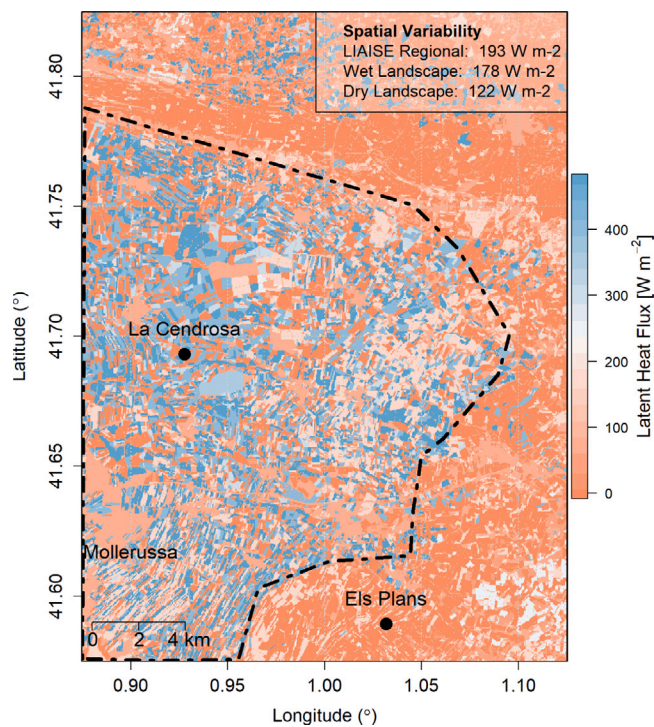 Spatial Variability
LIAISE Regional: 193 W m-2
Wet Landscape: 178 W m-2
Dry Landscape: 122 W m-2
41.80
41.75
41.70
41.65
41.60
Latitude (°)
La Cendrosa
Mollerussa
Els Plans
0 2 4 km
0.90 0.95 1.00 1.05 1.10
Longitude (°)
400
300
200
100
0
Latent Heat Flux [W m⁻²]